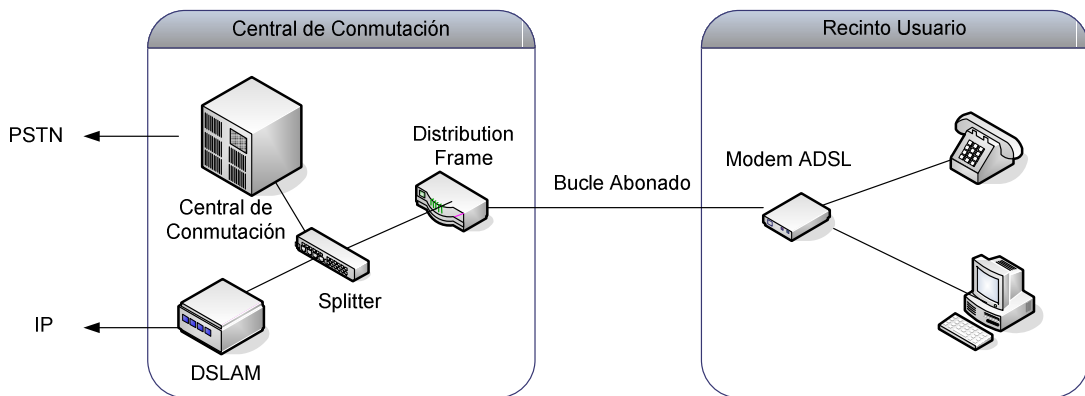 Central de Conmutación
Recinto Usuario
PSTN
Central de
Conmutación
Distribution
Frame
Bucle Abonado
Modem ADSL
Splitter
IP
DSLAM